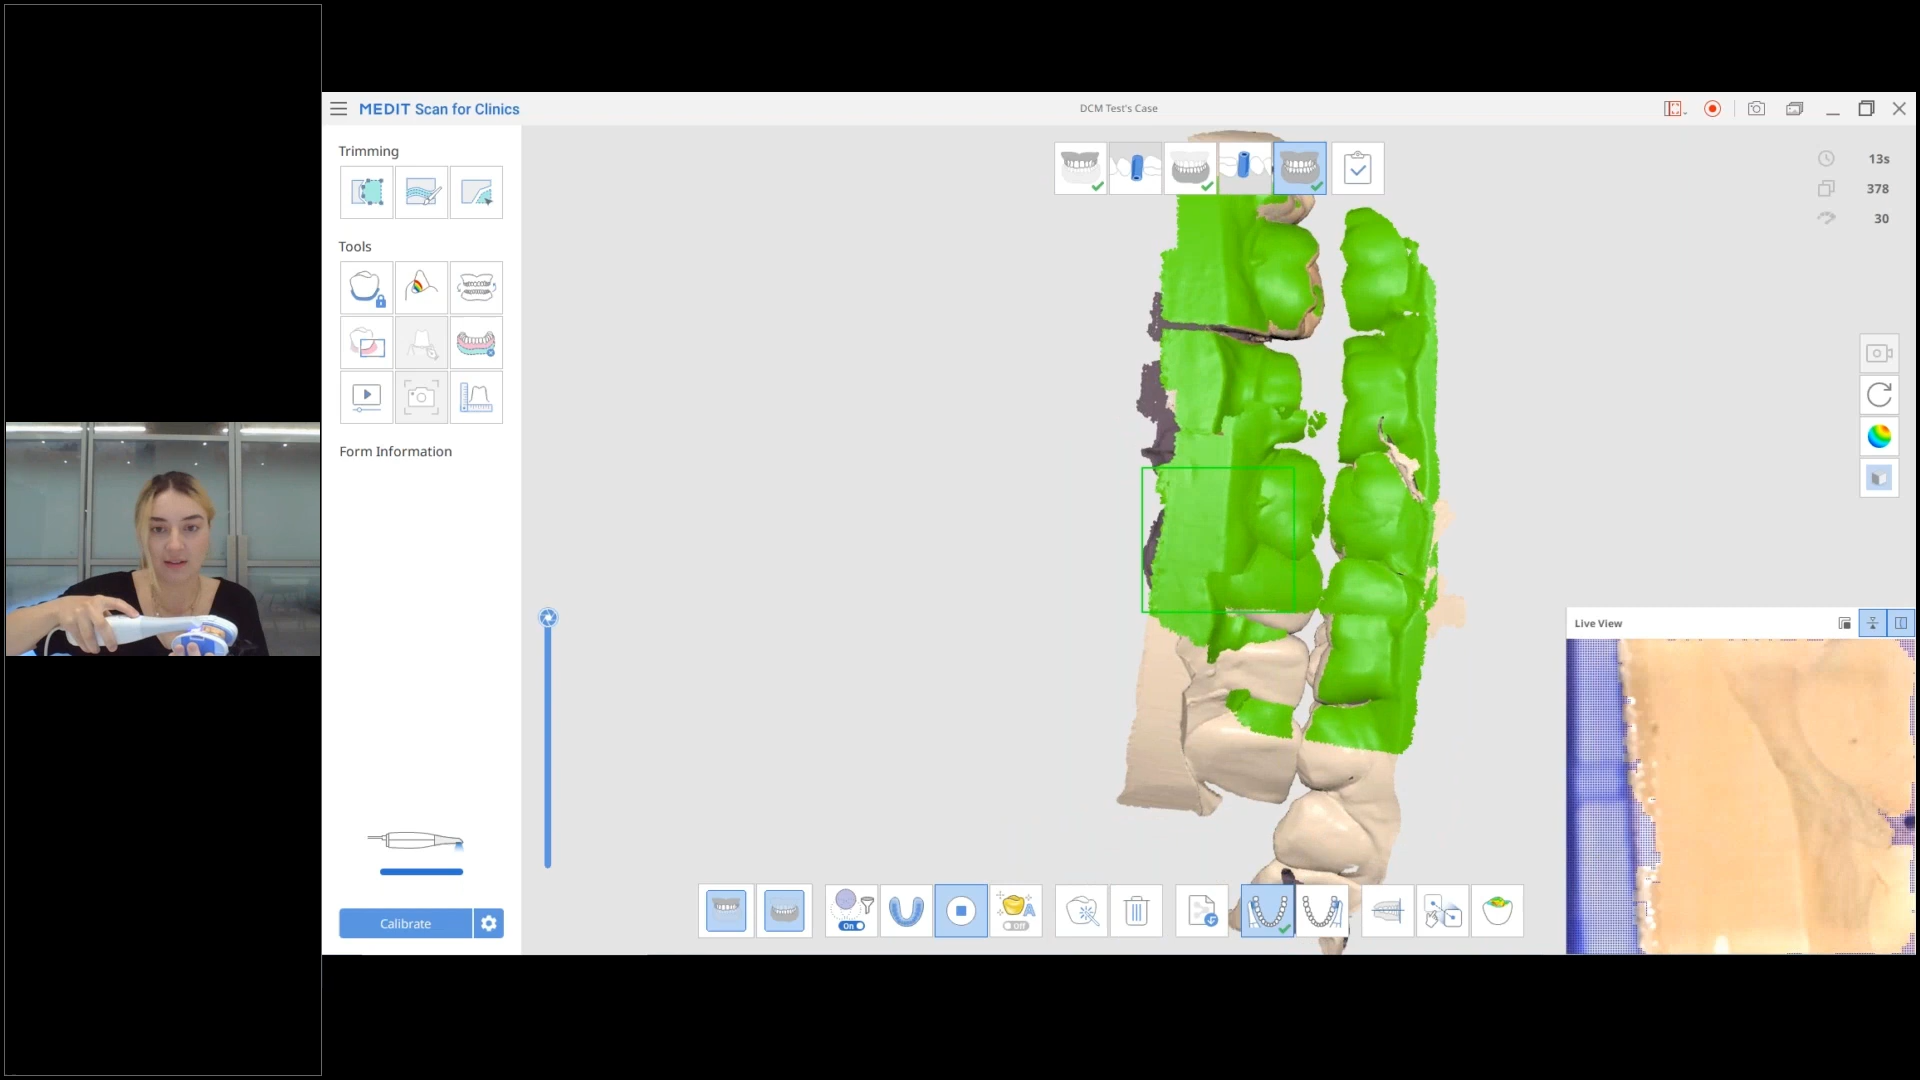 MEDIT Scan for Clinics
DCM Test's Case
Trimming
13s
378
30
Tools
Form Information
Live View
On
Off
A
Calibrate